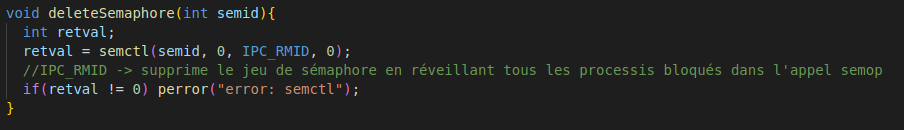 void deleteSemaphore(int semid){
int retval;
retval = semctl(semid, 0, IPC_RMID, 0);
//IPC_RMID -> supprime le jeu de sémaphore en réveillant tous les processis bloqués dans l'appel semop
if(retval != 0) perror("error: semctl");
}